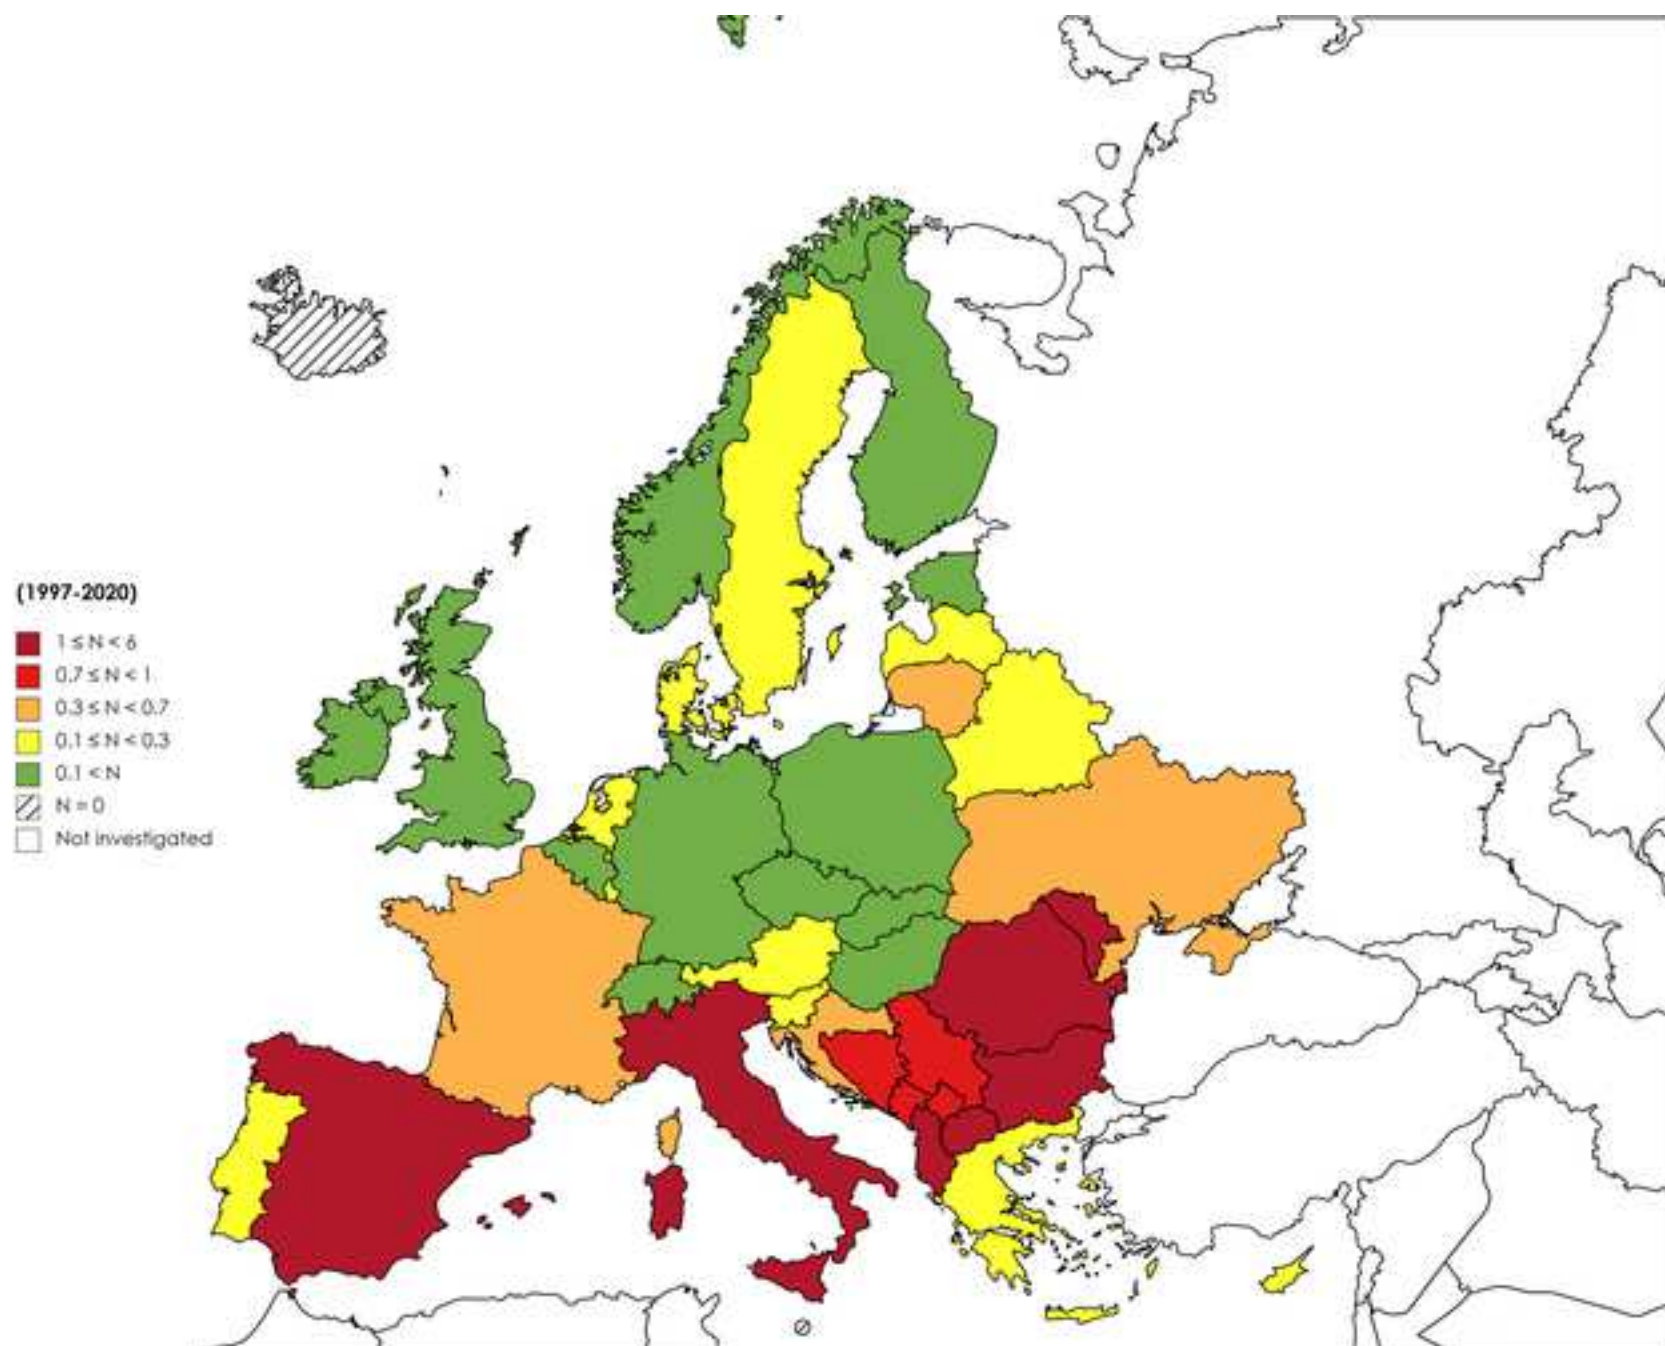 (1997-2020)
1 ≤ N < 6
0.7 ≤ N < 1
0.3 ≤ N < 0.7
0.1 ≤ N < 0.3
0.1 < N
N = 0
Not investigated